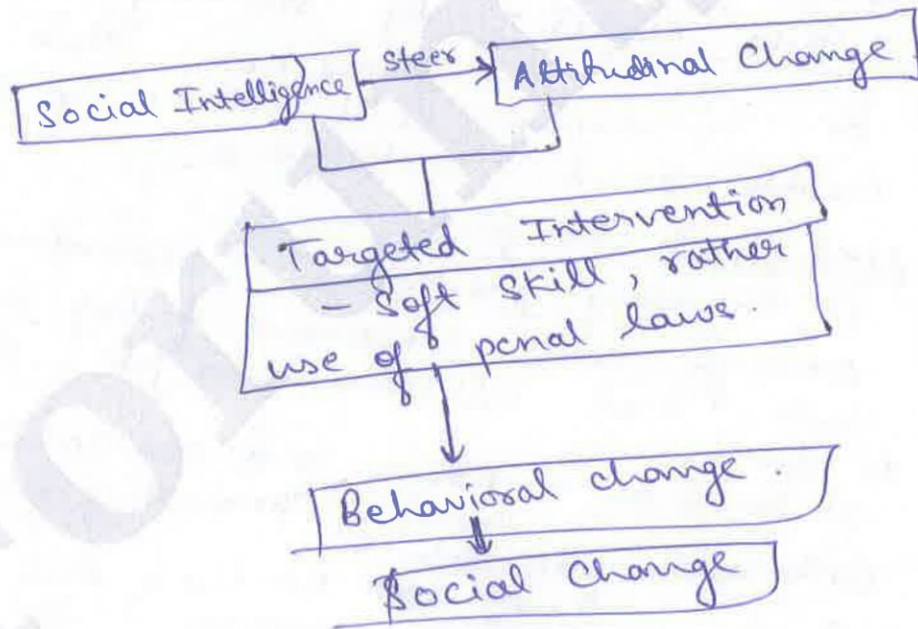 steer
Social Intelligence
Attitudinal Change
Targeted Intervention
- Soft skill, rather
use of penal laws.
Behavioral change.
Social Change